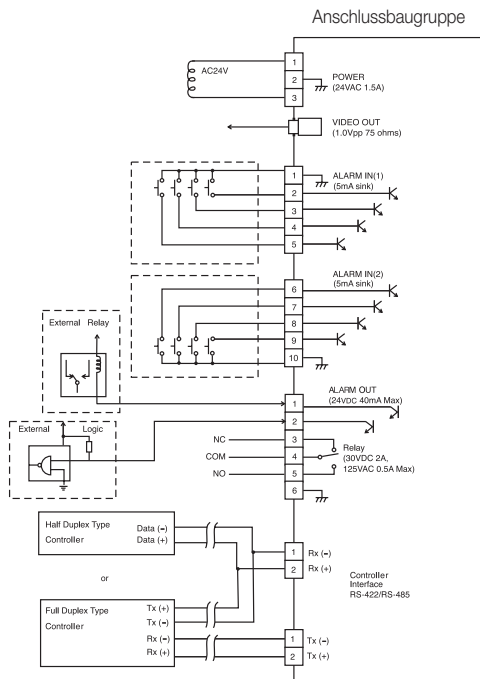 Anschlussbaugruppe
AC24V
1
2
3
POWER
(24VAC 1.5A)
VIDEO OUT
(1.0Vpp 75 ohms)
1
2
3
4
5
ALARM IN(1)
(5mA sink)
6
7
8
9
10
ALARM IN(2)
(5mA sink)
External Relay
External Logic
1
2
3
4
5
6
ALARM OUT
(24VDC 40mA Max)
NC
COM
NO
Relay
(30VDC 2A,
125VAC 0.5A Max)
Half Duplex Type
Controller
Data (-)
Data (+)
or
Full Duplex Type
Contdoller
Tx (+)
Tx (-)
Rx (-)
Rx (+)
1 Rx (-)
2 Rx (+)
Controller
Interface
RS-422/RS-485
1 Tx (-)
2 Tx (+)